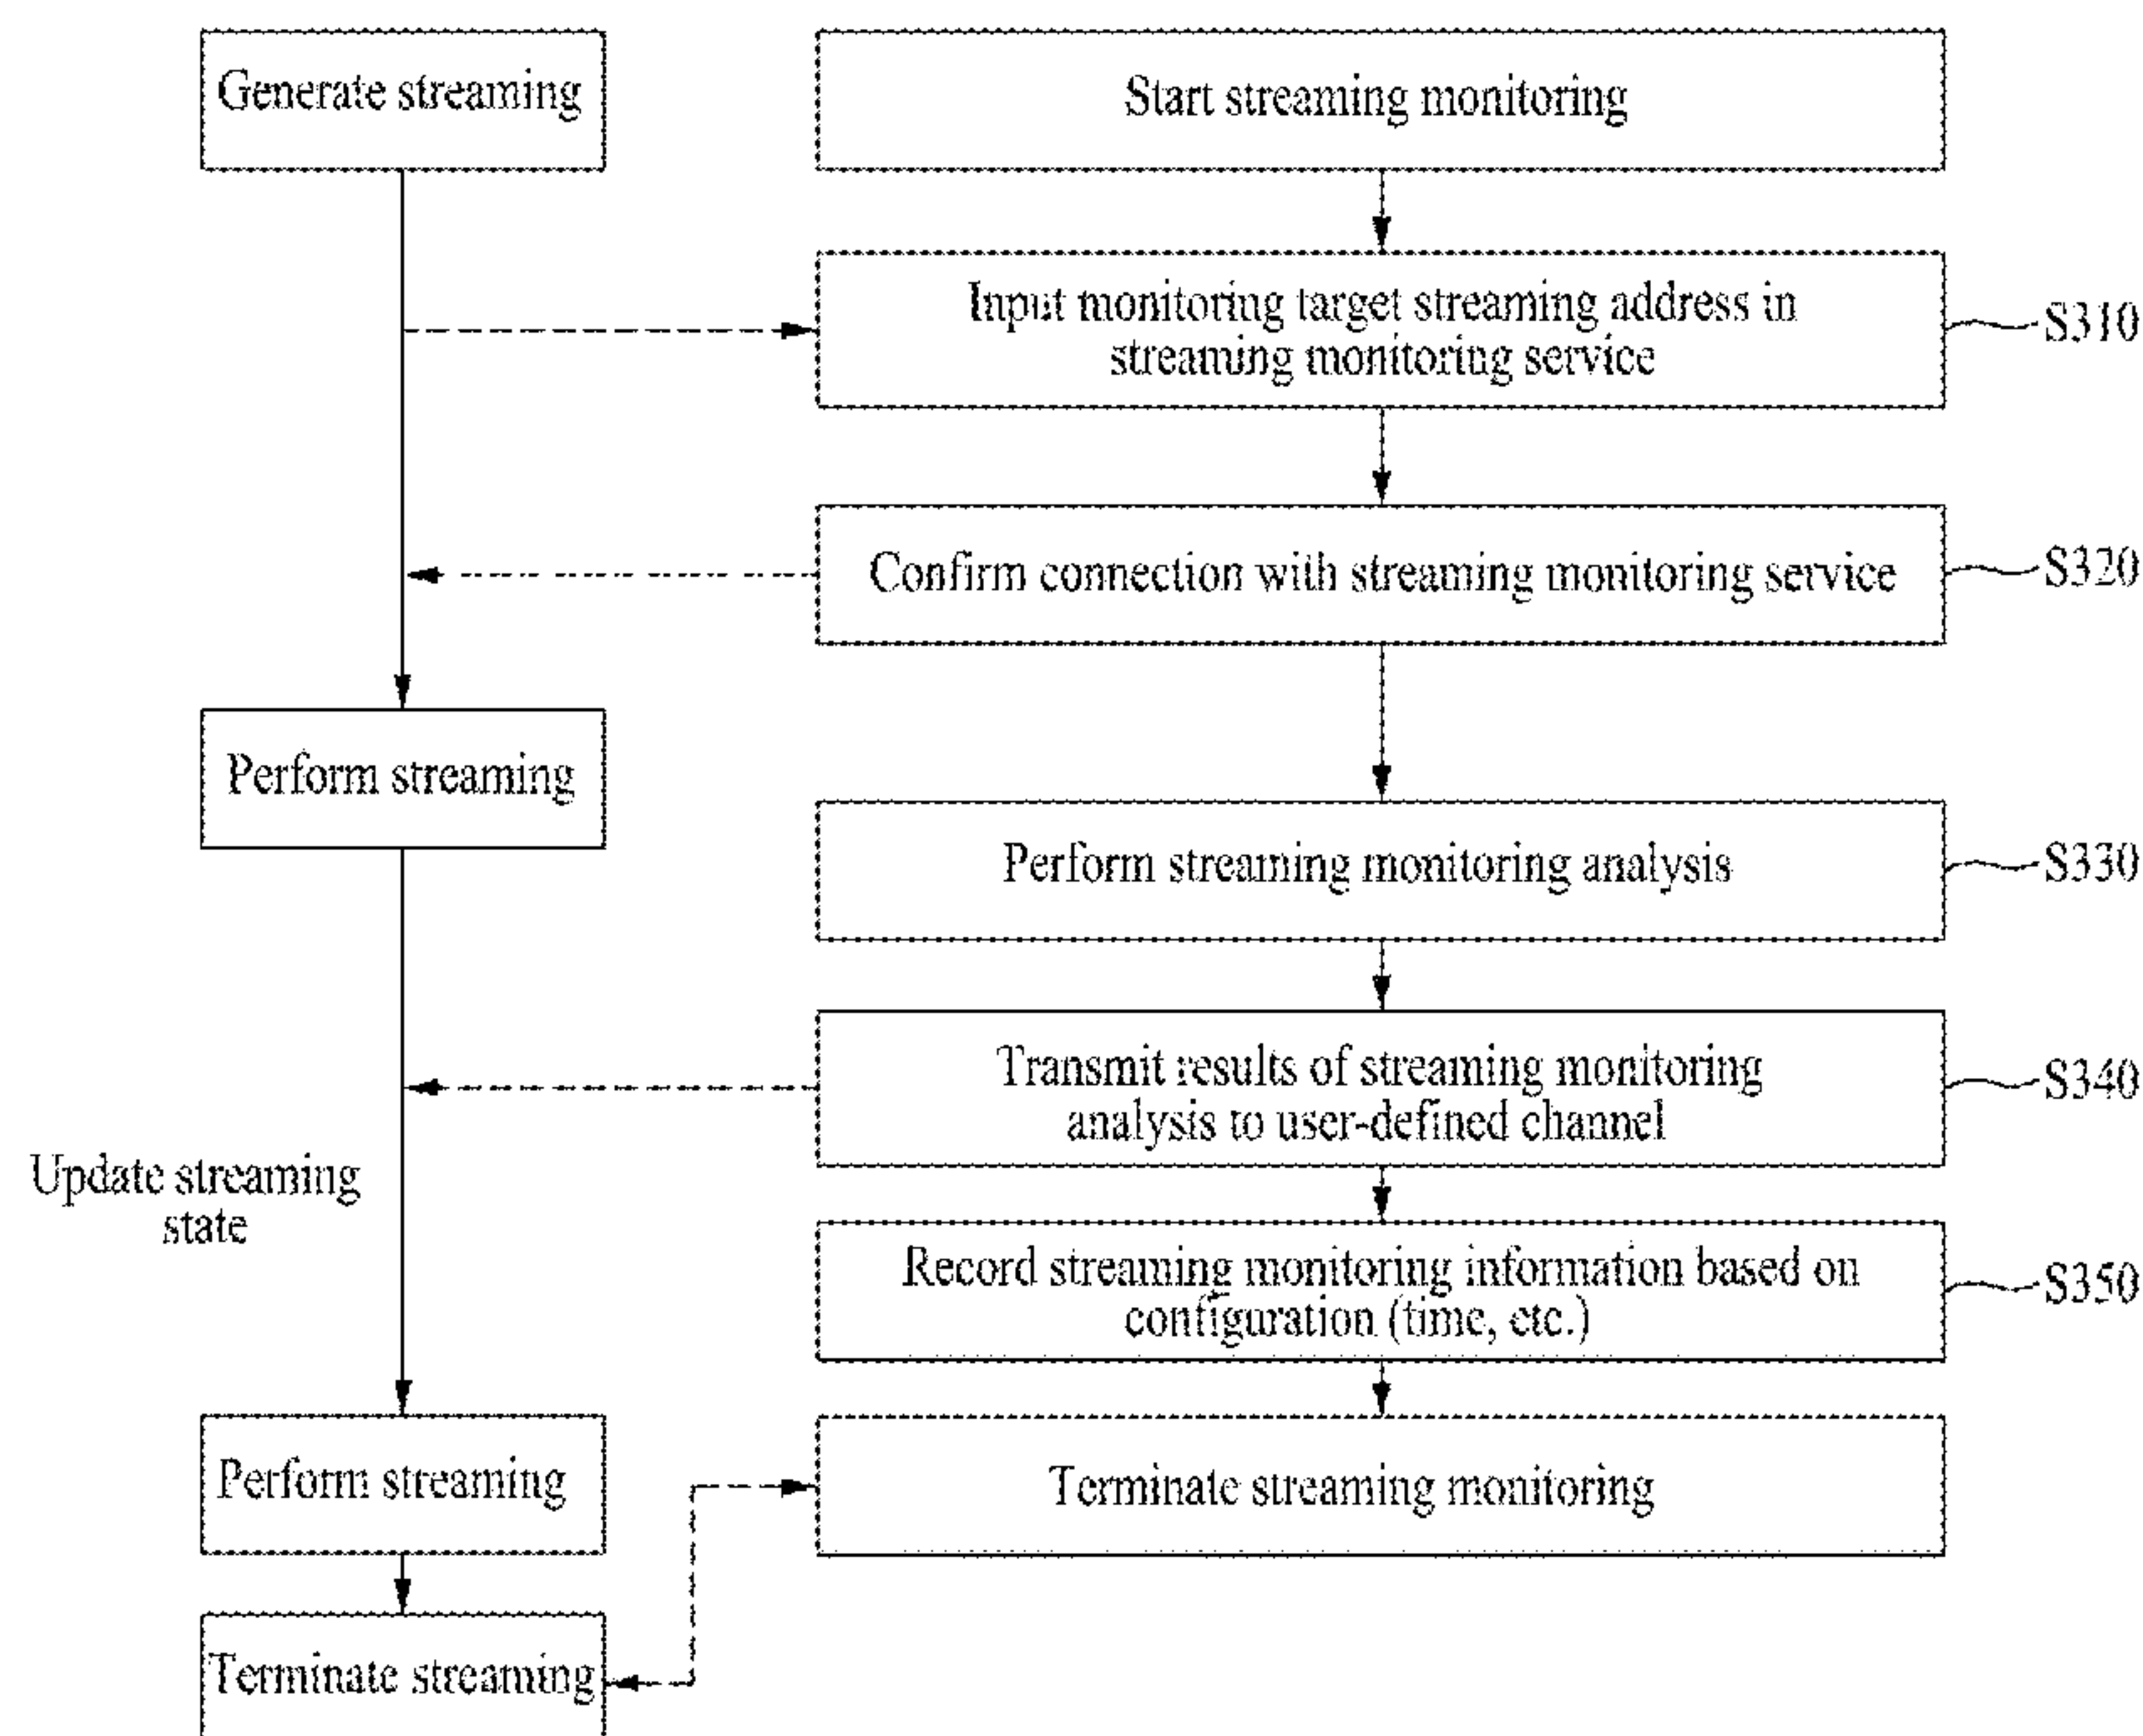 Generate streaming
Start streaming monitoring
Input monitoring target streaming address in
streaming monitoring service
S310
Confirm connection with streaming monitoring service
S320
Perform streaming
Perform streaming monitoring analysis
S330
Transmit results of streaming monitoring
analysis to user-defined channel
S340
Update streaming
state
Record streaming monitoring information based on
configuration (time, etc.)
S350
Perform streaming
Terminate streaming monitoring
Terminate streaming